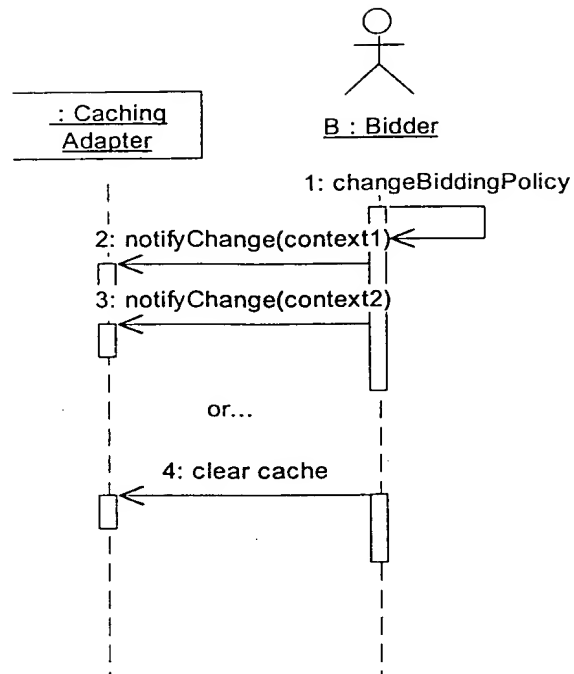 : Caching
Adapter
B : Bidder
1: changeBiddingPolicy
2: notifyChange(context1)
3: notifyChange(context2)
or...
4: clear cache